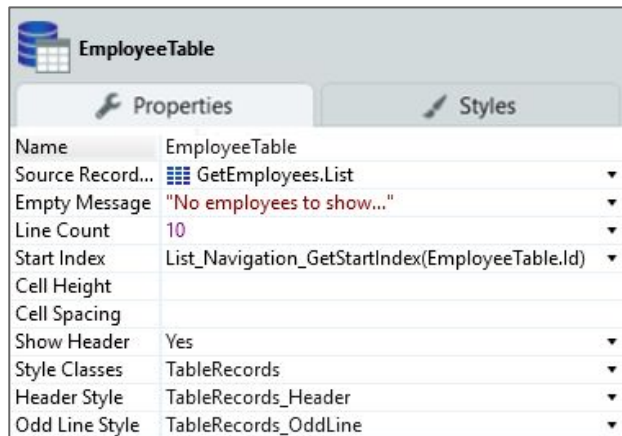 EmployeeTable
Properties Styles
Name EmployeeTable
Source Record... GetEmployees.List
Empty Message "No employees to show..."
Line Count 10
Start Index List_Navigation_GetStartIndex(EmployeeTable.Id)
Cell Height
Cell Spacing
Show Header Yes
Style Classes TableRecords
Header Style TableRecords_Header
Odd Line Style TableRecords_OddLine